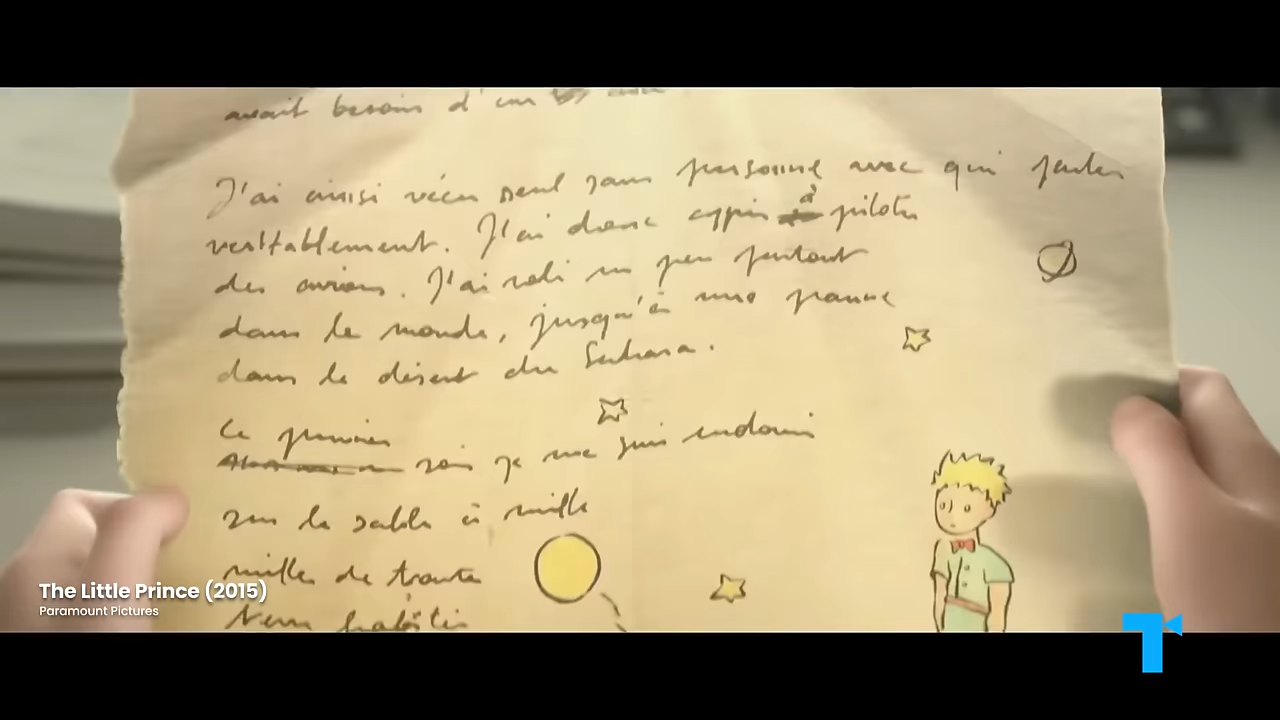 avait besoin d'un
J'ai ainsi vécu seul sans personne avec qui parler
veritablement. J'ai donc appris à piloter
des avions. J'ai volé un peu partout
dans le monde, jusqu'à une panne
dans le désert du Sahara.
Ce premier
soir je me suis endormi
sur le sable à mille
milles de toute
terre habitée
The Little Prince (2015)
Paramount Pictures
T